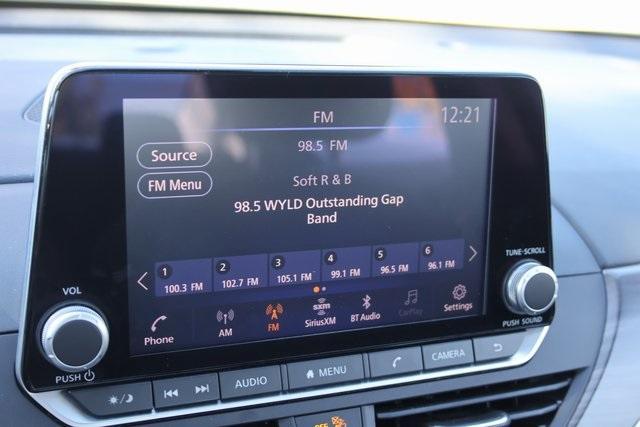 FM
12:21
98.5 FM
Source
Soft R & B
FM Menu
98.5 WYLD Outstanding Gap
Band
1 2 3 4 5 6
100.3 FM 102.7 FM 105.1 FM 99.1 FM 96.5 FM 96.1 FM
Phone AM FM sxm SiriusXM BT Audio CarPlay Settings
VOL
PUSH
TUNE·SCROLL
PUSH SOUND
AUDIO MENU CAMERA